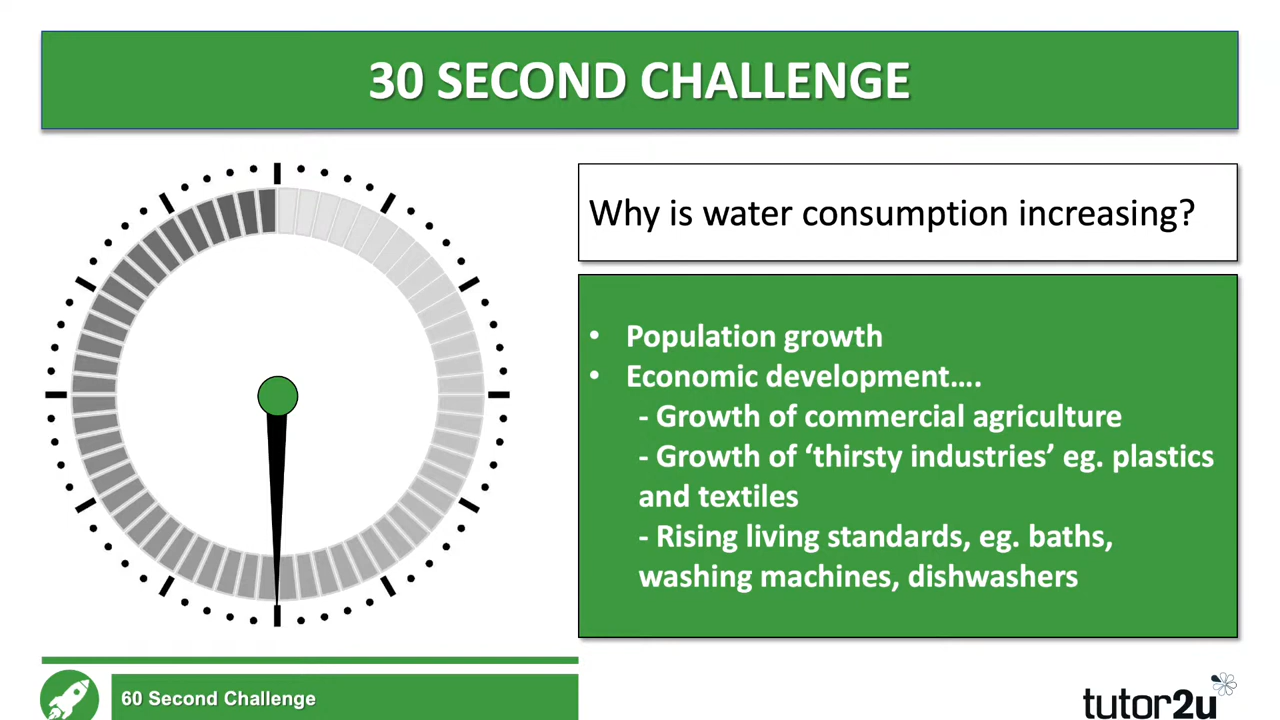 30 SECOND CHALLENGE
Why is water consumption increasing?
• Population growth
• Economic development….
- Growth of commercial agriculture
- Growth of ‘thirsty industries’ eg. plastics
and textiles
- Rising living standards, eg. baths,
washing machines, dishwashers
60 Second Challenge
tutor2u